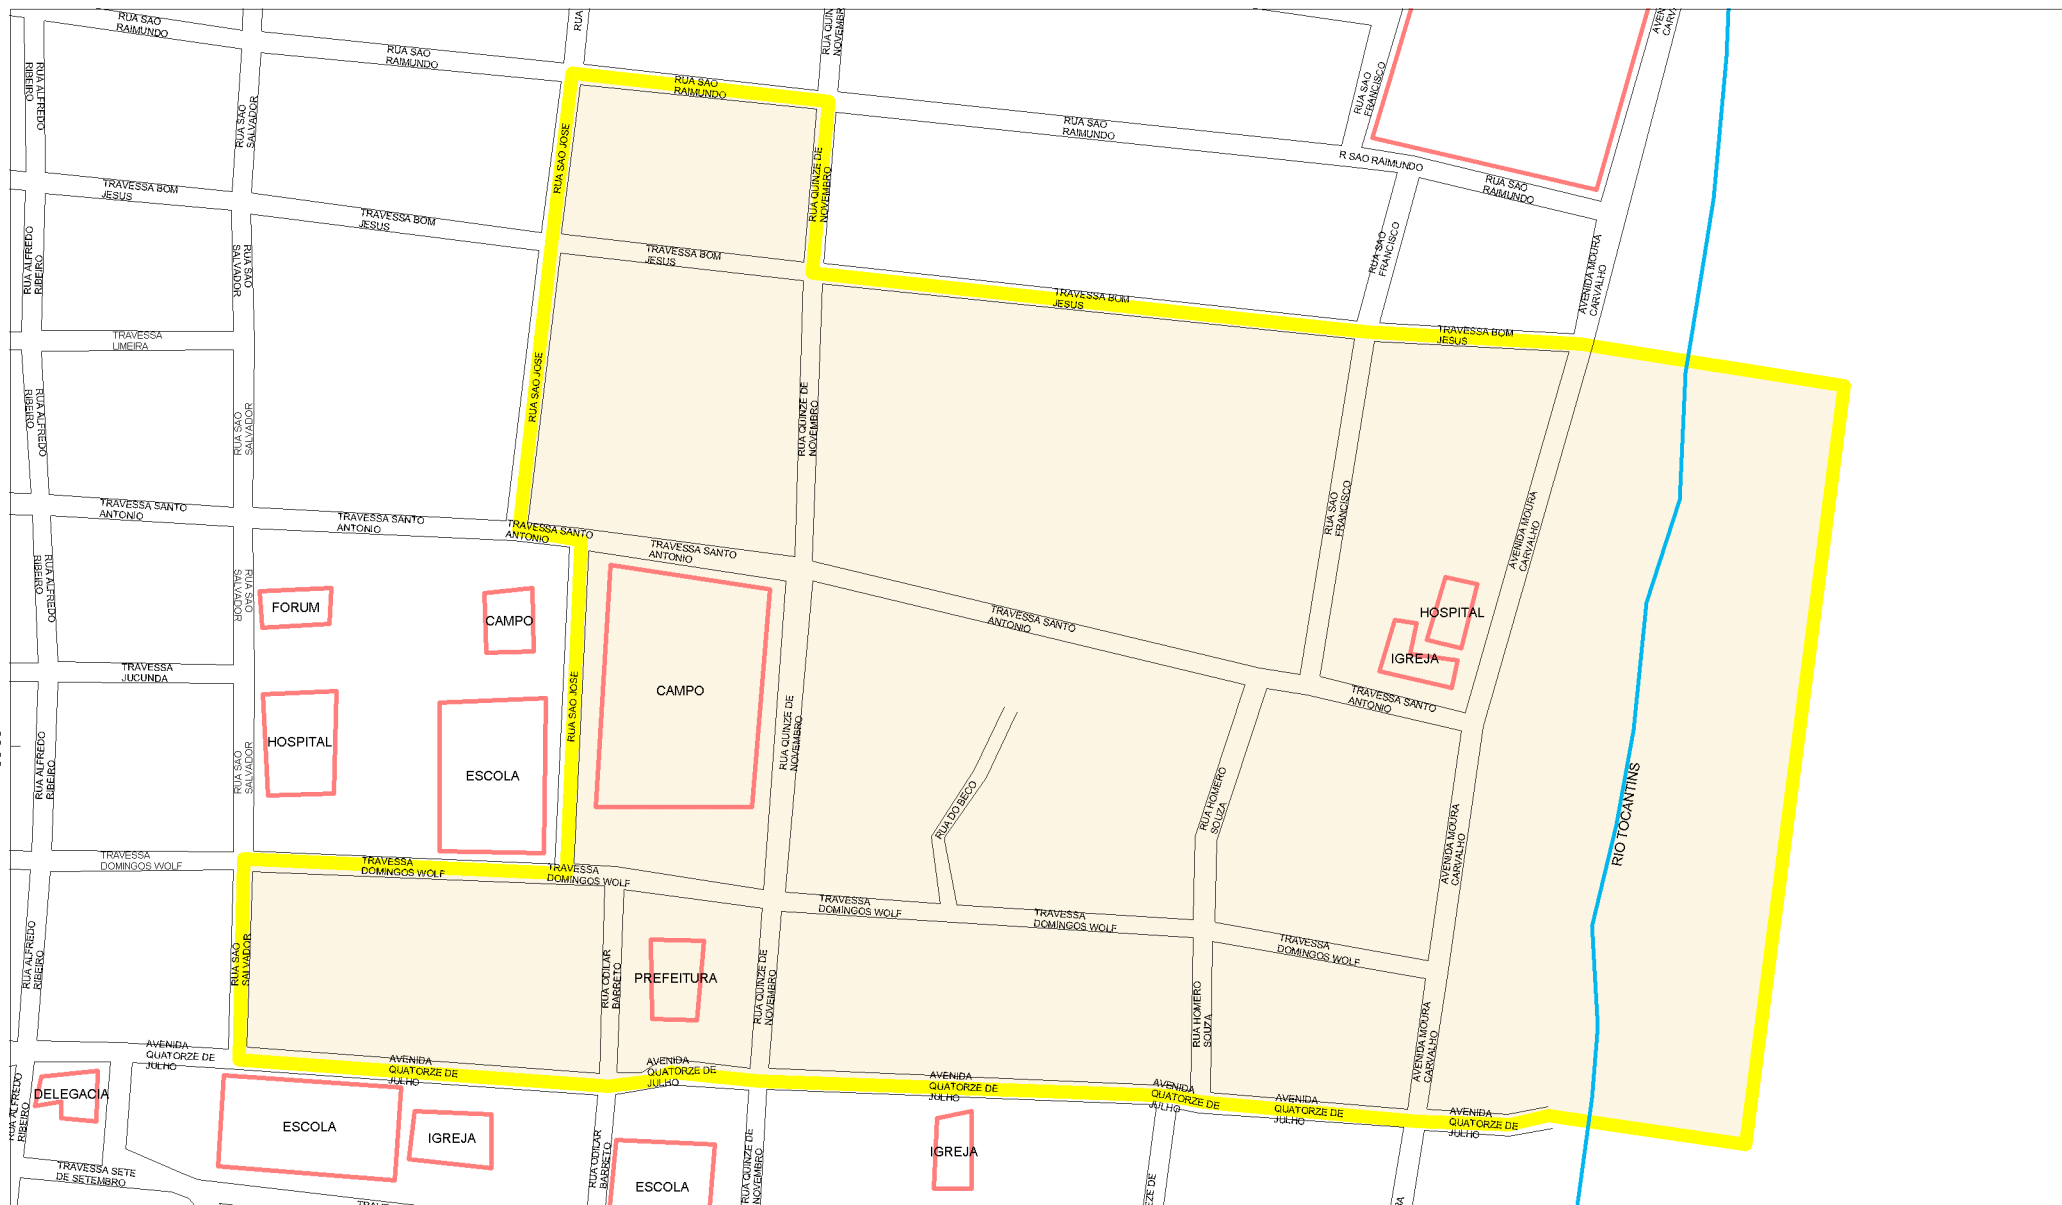 RUA SAO
RAIMUNDO
RUA SAO
RAIMUNDO
RUA
RUA SAO
RAIMUNDO
RUA QUINZE DE
NOVEMBRO
RUA SAO
RAIMUNDO
RUA SAO
FRANCISCO
R SAO RAIMUNDO
RUA SAO
RAIMUNDO
RUA ALFREDO
RIBEIRO
RUA SAO
SALVADOR
RUA SAO JOSE
RUA QUINZE DE
NOVEMBRO
TRAVESSA BOM
JESUS
TRAVESSA BOM
JESUS
TRAVESSA BOM
JESUS
TRAVESSA BOM
JESUS
TRAVESSA BOM
JESUS
RUA SAO
FRANCISCO
AVENIDA MOURA
CARVALHO
RUA ALFREDO
RIBEIRO
RUA SAO
SALVADOR
TRAVESSA
LIMEIRA
RUA ALFREDO
RIBEIRO
RUA SAO
SALVADOR
RUA SAO JOSE
RUA QUINZE DE
NOVEMBRO
RUA SAO
FRANCISCO
AVENIDA MOURA
CARVALHO
TRAVESSA SANTO
ANTONIO
TRAVESSA SANTO
ANTONIO
TRAVESSA SANTO
ANTONIO
TRAVESSA SANTO
ANTONIO
TRAVESSA SANTO
ANTONIO
TRAVESSA SANTO
ANTONIO
RUA ALFREDO
RIBEIRO
RUA SAO
SALVADOR
FORUM
CAMPO
HOSPITAL
IGREJA
TRAVESSA
JUCUNDA
CAMPO
RUA SAO JOSE
RUA QUINZE DE
NOVEMBRO
HOSPITAL
ESCOLA
RUA ALFREDO
RIBEIRO
RUA SAO
SALVADOR
RUA DO BECO
RUA HOMERO
SOUZA
AVENIDA MOURA
CARVALHO
RIO TOCANTINS
TRAVESSA
DOMINGOS WOLF
TRAVESSA
DOMINGOS WOLF
TRAVESSA
DOMINGOS WOLF
TRAVESSA
DOMINGOS WOLF
TRAVESSA
DOMINGOS WOLF
TRAVESSA
DOMINGOS WOLF
RUA ALFREDO
RIBEIRO
RUA SAO
SALVADOR
RUA ODILAR
BARRETO
PREFEITURA
RUA QUINZE DE
NOVEMBRO
RUA HOMERO
SOUZA
AVENIDA MOURA
CARVALHO
AVENIDA
QUATORZE DE
JULHO
AVENIDA
QUATORZE DE
JULHO
AVENIDA
QUATORZE DE
JULHO
AVENIDA
QUATORZE DE
JULHO
AVENIDA
QUATORZE DE
JULHO
AVENIDA
QUATORZE DE
JULHO
AVENIDA
QUATORZE DE
JULHO
RUA ALFREDO
RIBEIRO
DELEGACIA
ESCOLA
IGREJA
IGREJA
RUA ODILAR
BARRETO
ESCOLA
RUA QUINZE DE
NOVEMBRO
TRAVESSA SETE
DE SETEMBRO